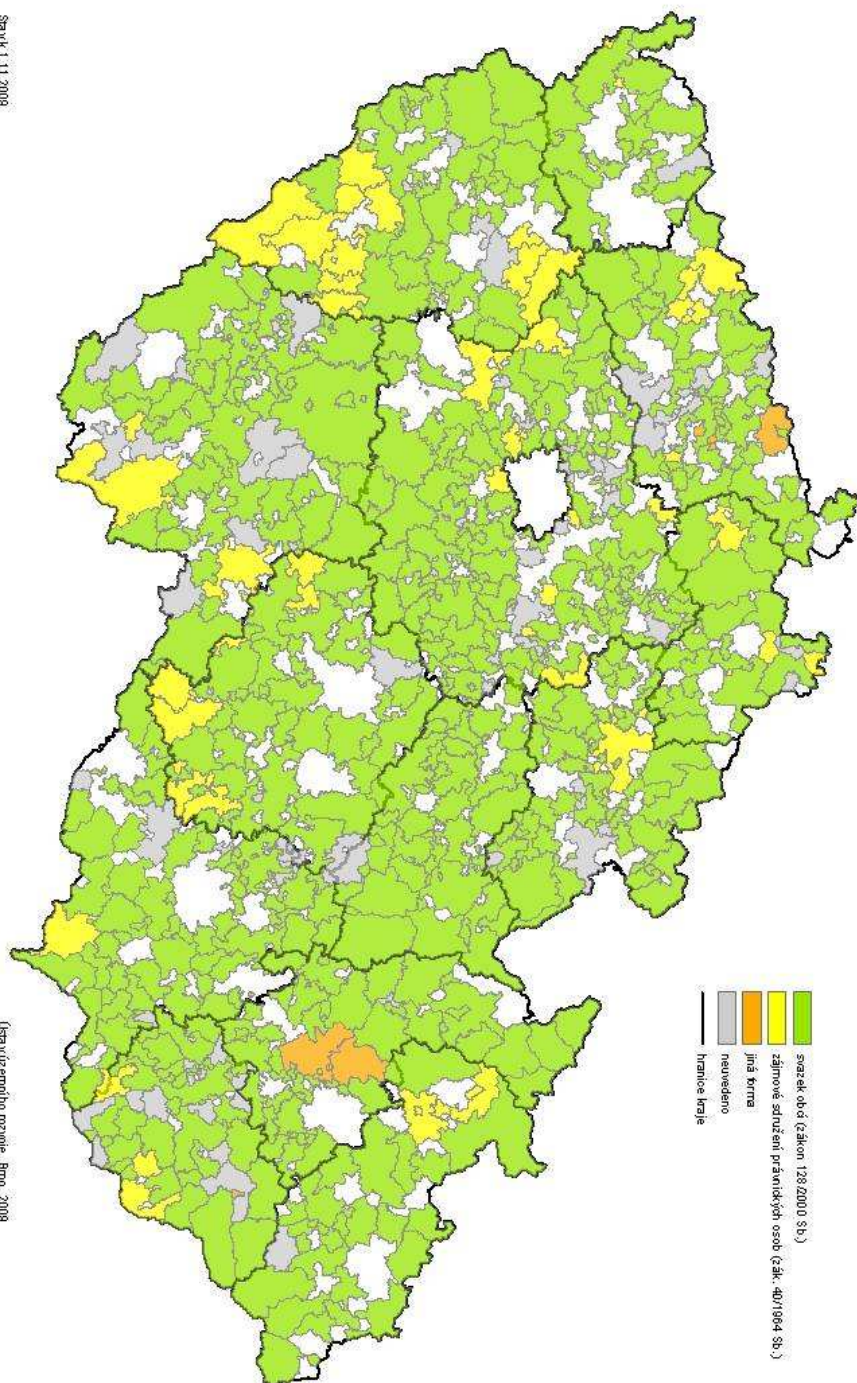 svazek obcí (zákon 128/2000 Sb.)
zájmové sdružení právnických osob (zák. 40/1964 Sb.)
jiná forma
neuvedeno
hranice kraje
Stav k 1.11.2009
Ústav územního rozvoje, Brno, 2009